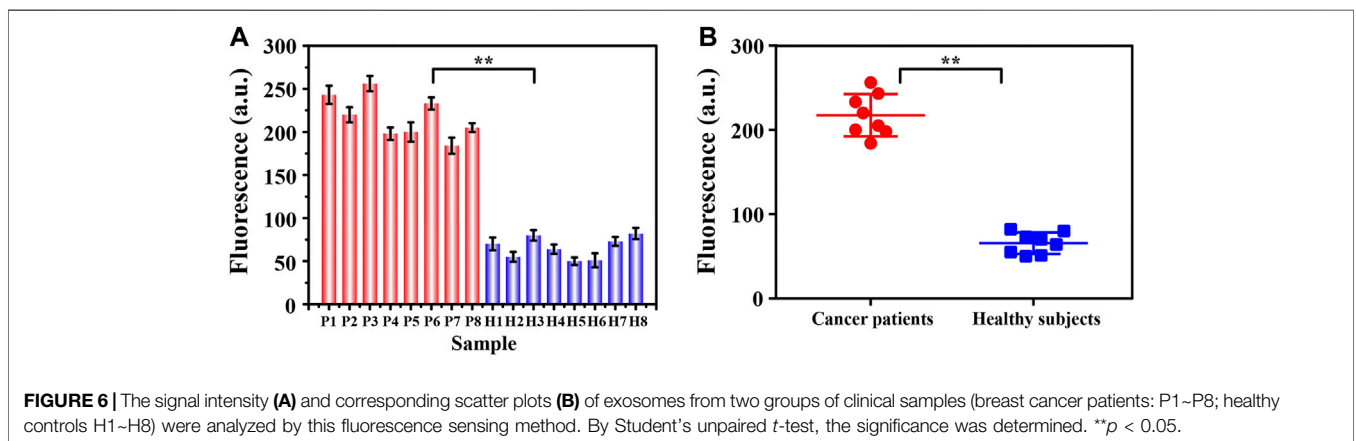 A
Fluorescence (a.u.)
300
250
200
150
100
50
0
**
P1 P2 P3 P4 P5 P6 P7 P8 H1 H2 H3 H4 H5 H6 H7 H8
Sample
B
Fluorescence (a.u.)
300
200
100
0
**
Cancer patients Healthy subjects
FIGURE 6 | The signal intensity (A) and corresponding scatter plots (B) of exosomes from two groups of clinical samples (breast cancer patients: P1~P8; healthy
controls H1~H8) were analyzed by this fluorescence sensing method. By Student's unpaired t-test, the significance was determined. **p < 0.05.